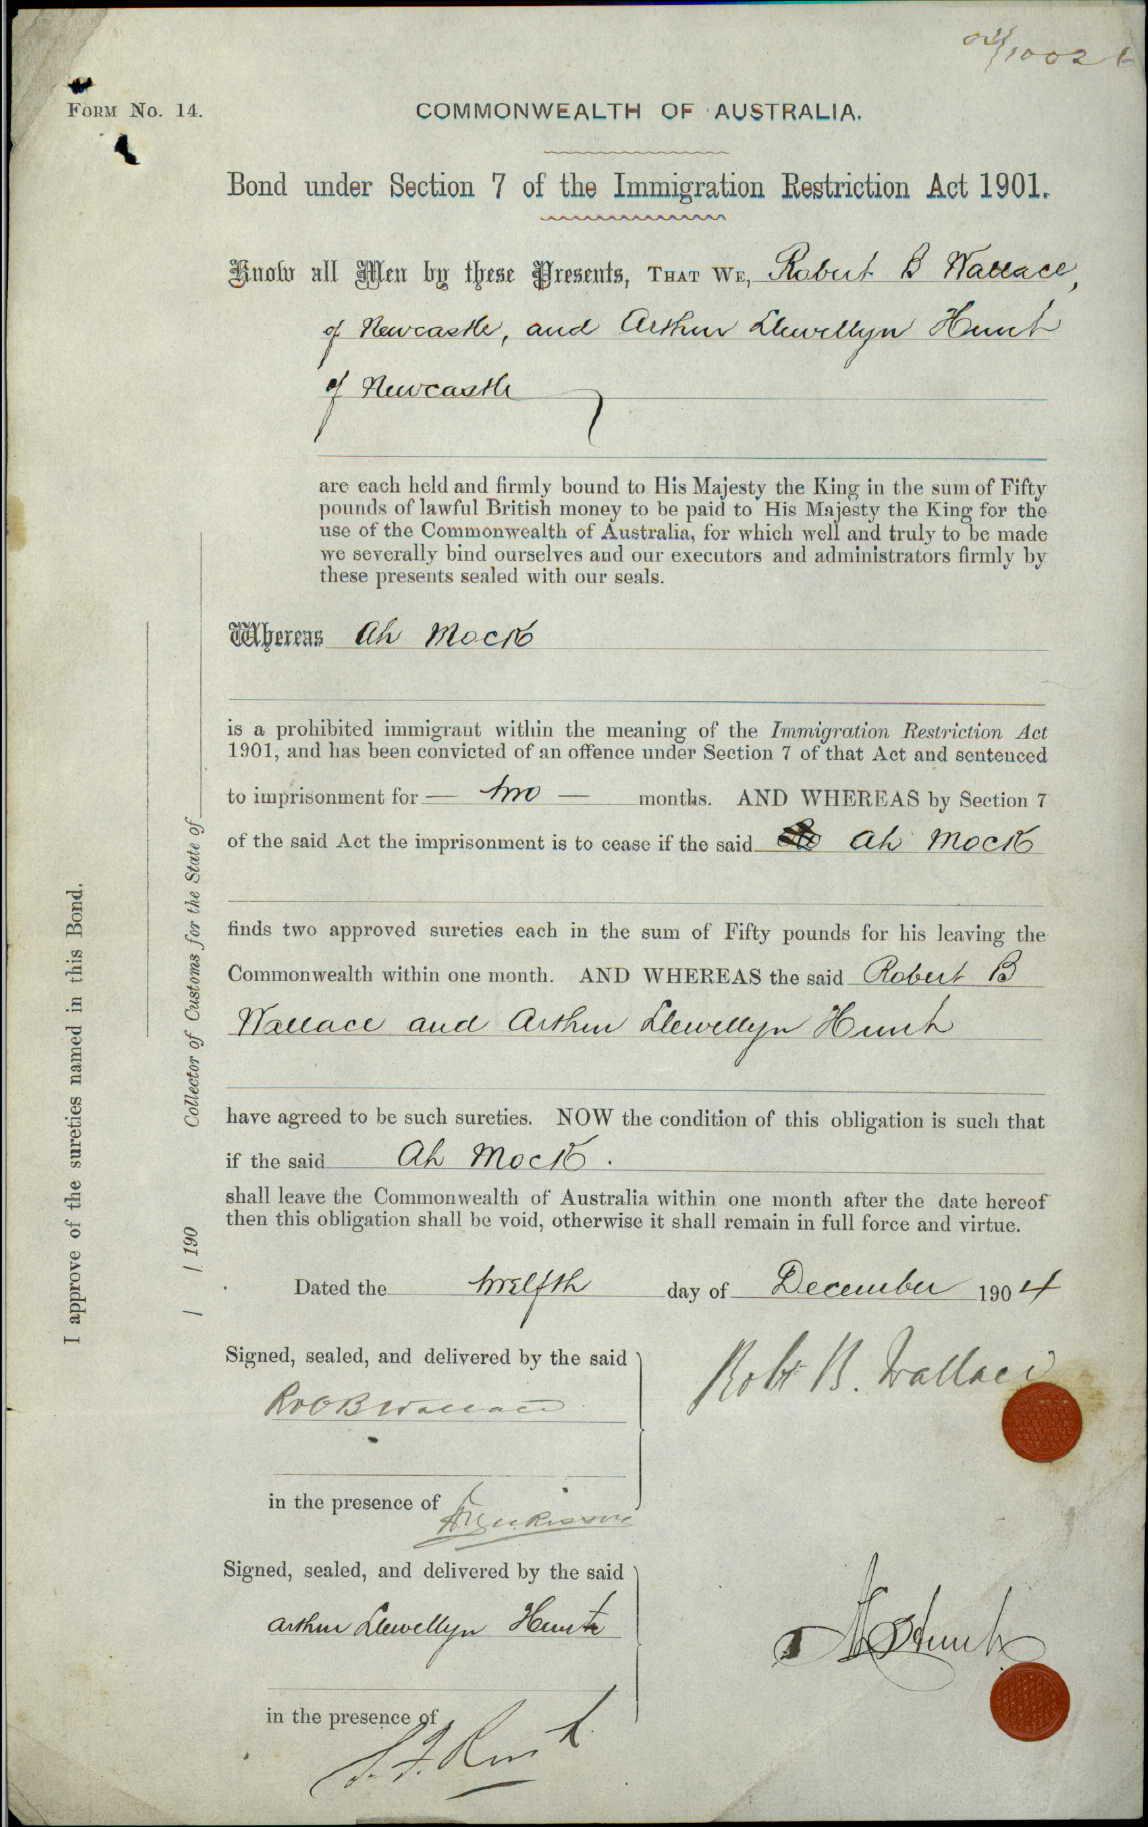 FORM No. 14.
COMMONWEALTH OF AUSTRALIA.
Bond under Section 7 of the Immigration Restriction Act 1901.
Know all Men by these Presents, THAT WE, Robert B Wallace,
of Newcastle, and Arthur Llewellyn Hunt
of Newcastle
are each held and firmly bound to His Majesty the King in the sum of Fifty
pounds of lawful British money to be paid to His Majesty the King for the
use of the Commonwealth of Australia, for which well and truly to be made
we severally bind ourselves and our executors and administrators firmly by
these presents sealed with our seals.
Whereas Ah Mock
is a prohibited immigrant within the meaning of the Immigration Restriction Act
1901, and has been convicted of an offence under Section 7 of that Act and sentenced
to imprisonment for — two — months. AND WHEREAS by Section 7
of the said Act the imprisonment is to cease if the said Ah Mock
finds two approved sureties each in the sum of Fifty pounds for his leaving the
Commonwealth within one month. AND WHEREAS the said Robert B
Wallace and Arthur Llewellyn Hunt
have agreed to be such sureties. NOW the condition of this obligation is such that
if the said Ah Mock.
shall leave the Commonwealth of Australia within one month after the date hereof
then this obligation shall be void, otherwise it shall remain in full force and virtue.
Dated the twelfth day of December 1904
Signed, sealed, and delivered by the said
Robt B. Wallace
Rob B Wallace
in the presence of
Signed, sealed, and delivered by the said
Arthur Llewellyn Hunt
Hunt
in the presence of
I approve of the sureties named in this Bond.
Collector of Customs for the State of
/ / 190